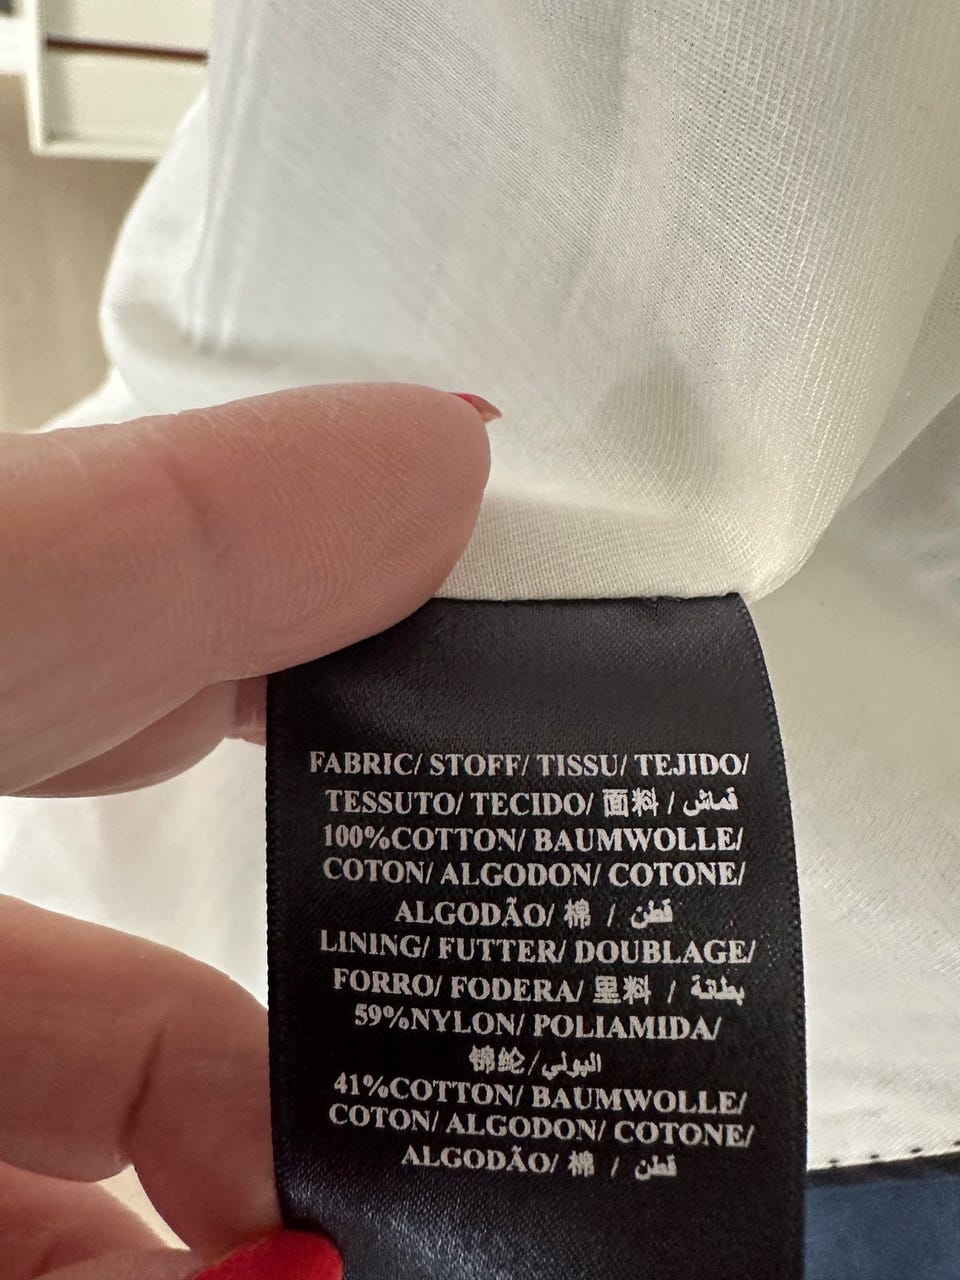 FABRIC/ STOFF/ TISSU/ TEJIDO/
TESSUTO/ TECIDO/ 面料 / قماش
100%COTTON/ BAUMWOLLE/
COTON/ ALGODON/ COTONE/
ALGODÃO/ 棉 / قطن
LINING/ FUTTER/ DOUBLAGE/
FORRO/ FODERA/ 里料 / بطانة
59%NYLON/ POLIAMIDA/
锦纶/
41%COTTON/ BAUMWOLLE/
COTON/ ALGODON/ COTONE/
ALGODÃO/ 棉 / قطن